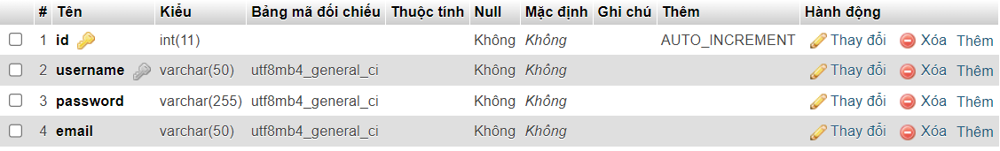 # Tên Kiểu Bảng mã đối chiếu Thuộc tính Null Mặc định Ghi chú Thêm Hành động
1 id int(11) Không Không AUTO_INCREMENT Thay đổi Xóa Thêm
2 username varchar(50) utf8mb4_general_ci Không Không Thay đổi Xóa Thêm
3 password varchar(255) utf8mb4_general_ci Không Không Thay đổi Xóa Thêm
4 email varchar(50) utf8mb4_general_ci Không Không Thay đổi Xóa Thêm